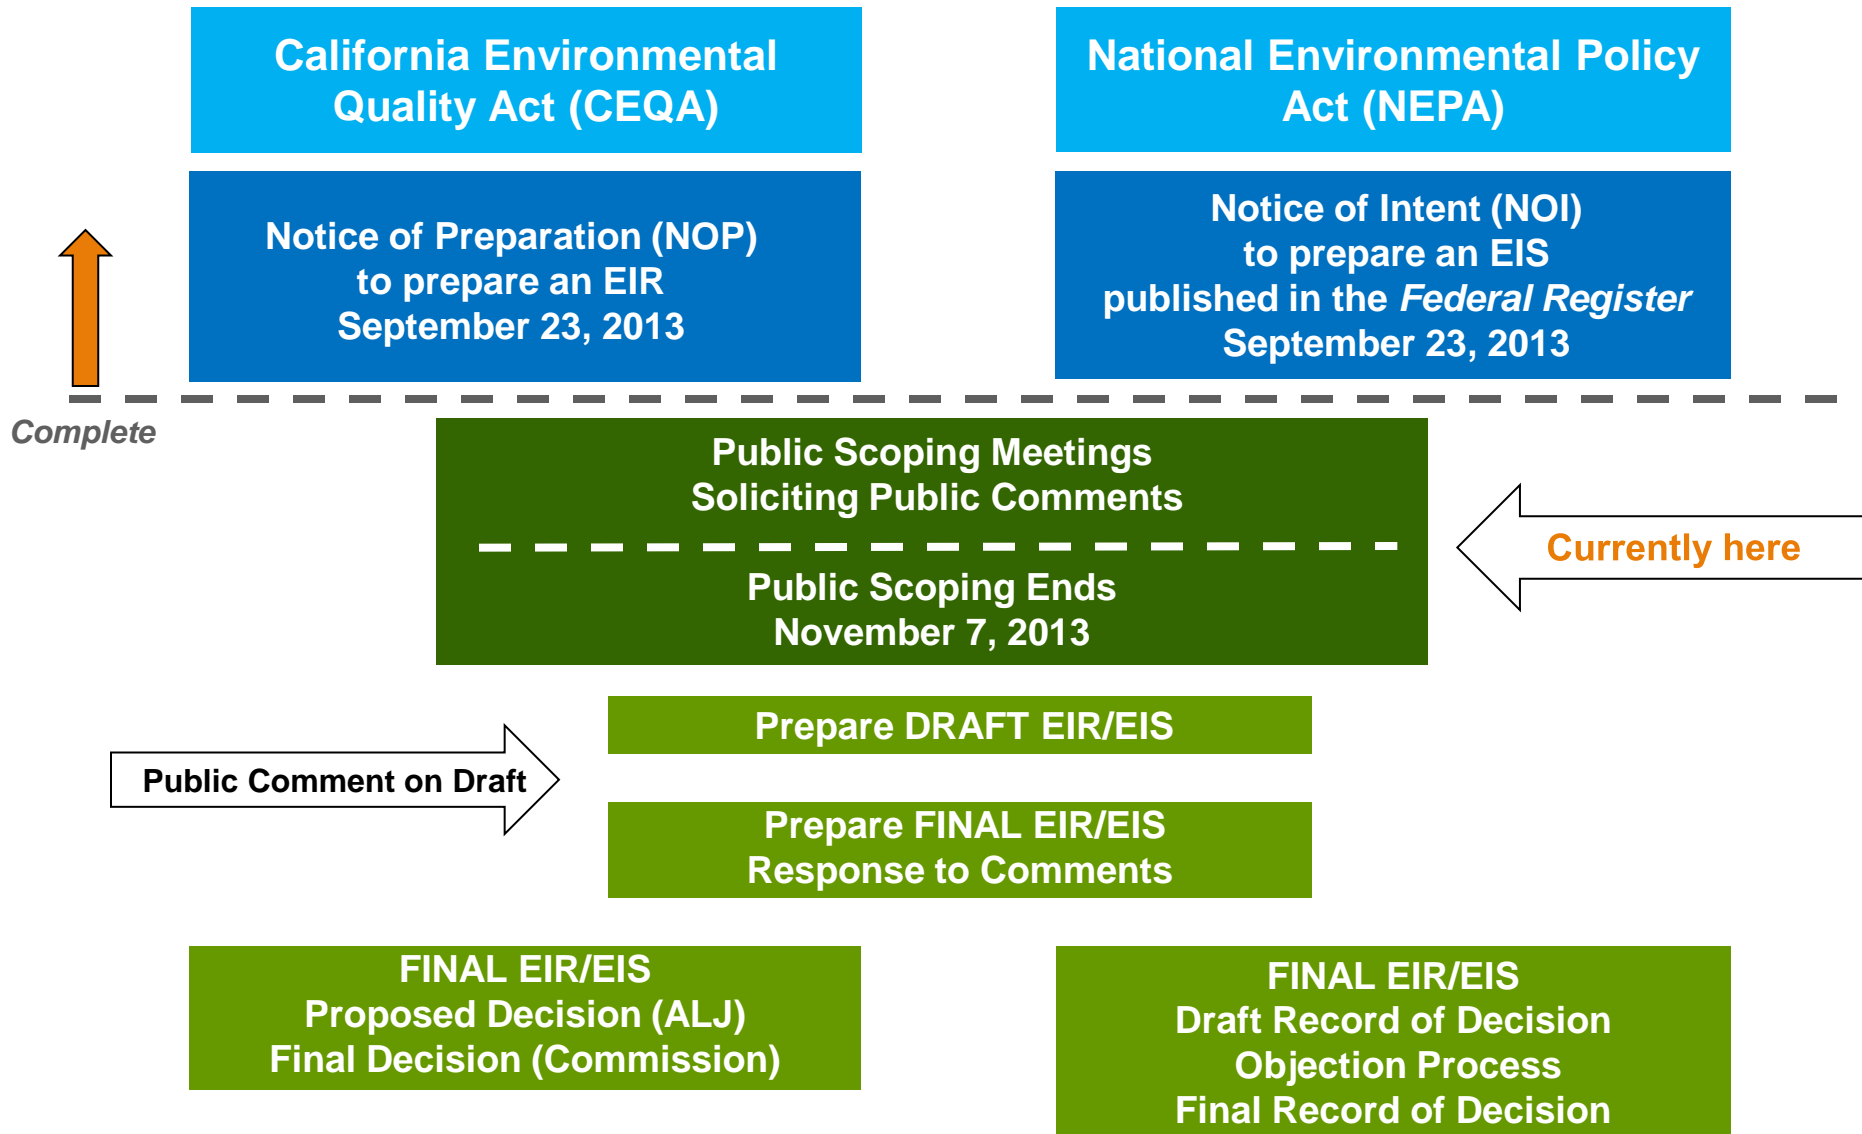 California Environmental
Quality Act (CEQA)
National Environmental Policy
Act (NEPA)
Notice of Preparation (NOP)
to prepare an EIR
September 23, 2013
Notice of Intent (NOI)
to prepare an EIS
published in the Federal Register
September 23, 2013
Complete
Public Scoping Meetings
Soliciting Public Comments
Public Scoping Ends
November 7, 2013
Currently here
Prepare DRAFT EIR/EIS
Public Comment on Draft
Prepare FINAL EIR/EIS
Response to Comments
FINAL EIR/EIS
Proposed Decision (ALJ)
Final Decision (Commission)
FINAL EIR/EIS
Draft Record of Decision
Objection Process
Final Record of Decision